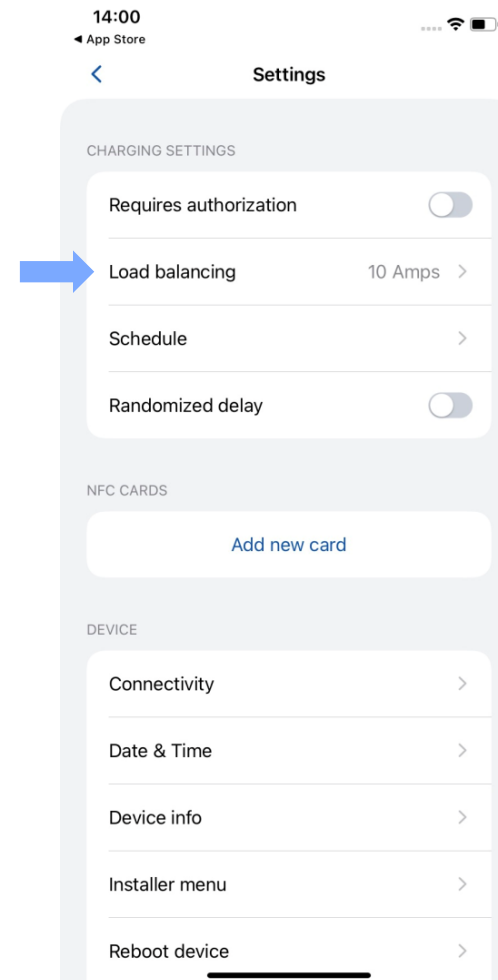 14:00
◀ App Store
Settings
CHARGING SETTINGS
Requires authorization
Load balancing 10 Amps
Schedule
Randomized delay
NFC CARDS
Add new card
DEVICE
Connectivity
Date & Time
Device info
Installer menu
Reboot device